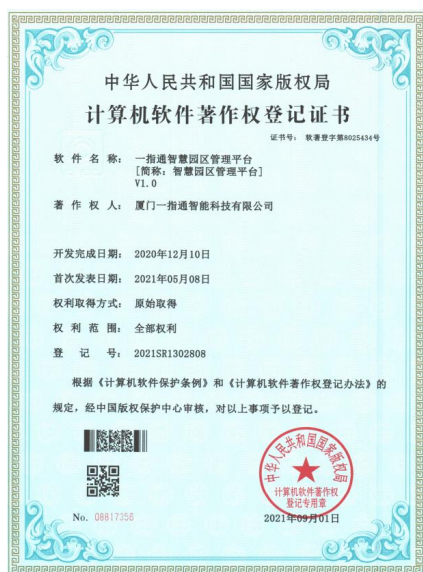 中华人民共和国国家版权局
计算机软件著作权登记证书
证书号： 软著登字第8025434号
软件名称： 一指通智慧园区管理平台
[简称：智慧园区管理平台]
V1.0
著作权人： 厦门一指通智能科技有限公司
开发完成日期： 2020年12月10日
首次发表日期： 2021年05月08日
权利取得方式： 原始取得
权利范围： 全部权利
登记号： 2021SR1302808
根据《计算机软件保护条例》和《计算机软件著作权登记办法》的
规定，经中国版权保护中心审核，对以上事项予以登记。
中华人民共和国国家版权局
计算机软件著作权
登记专用章
No. 08817356
2021年09月01日